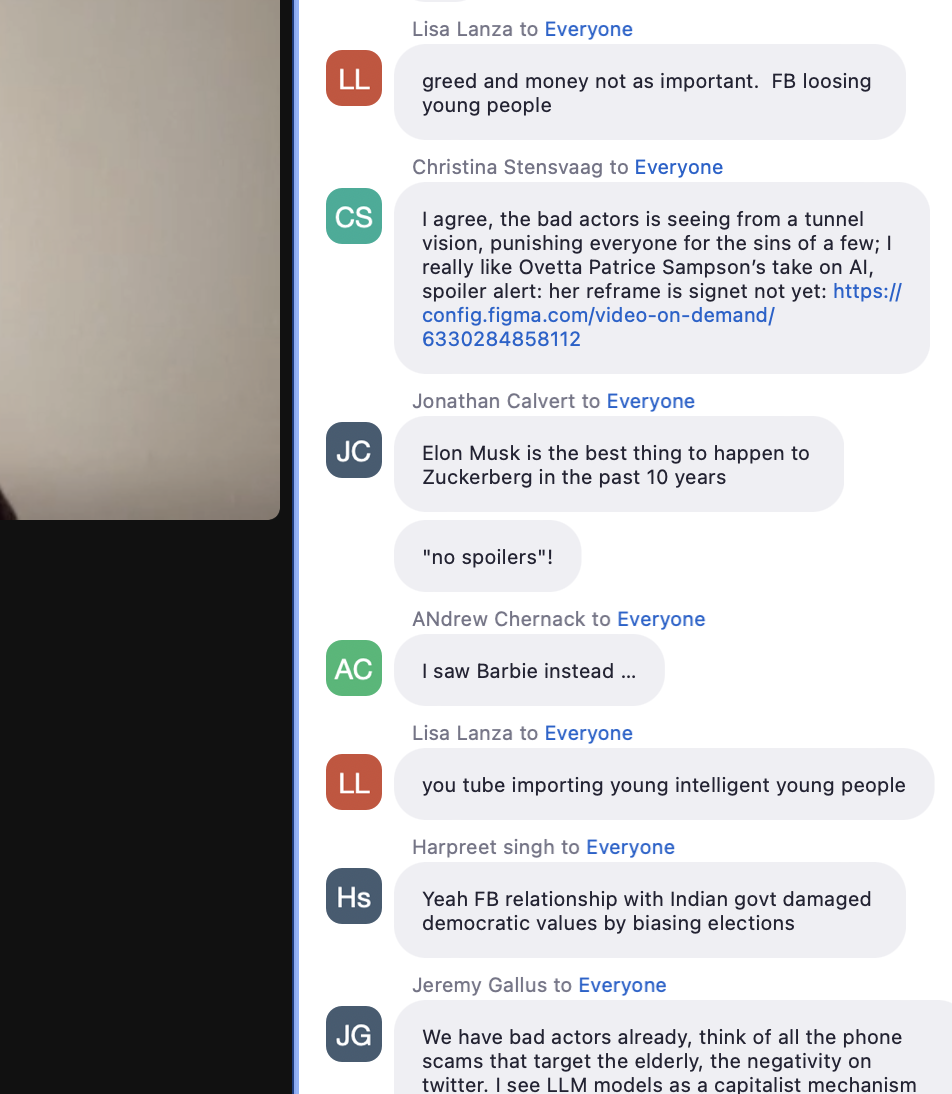 Lisa Lanza to Everyone
LL
greed and money not as important.  FB loosing
young people
Christina Stensvaag to Everyone
CS
I agree, the bad actors is seeing from a tunnel
vision, punishing everyone for the sins of a few; I
really like Ovetta Patrice Sampson’s take on AI,
spoiler alert: her reframe is signet not yet: https://
config.figma.com/video-on-demand/
6330284858112
Jonathan Calvert to Everyone
JC
Elon Musk is the best thing to happen to
Zuckerberg in the past 10 years
"no spoilers"!
ANdrew Chernack to Everyone
AC
I saw Barbie instead ...
Lisa Lanza to Everyone
LL
you tube importing young intelligent young people
Harpreet singh to Everyone
Hs
Yeah FB relationship with Indian govt damaged
democratic values by biasing elections
Jeremy Gallus to Everyone
JG
We have bad actors already, think of all the phone
scams that target the elderly, the negativity on
twitter. I see LLM models as a capitalist mechanism